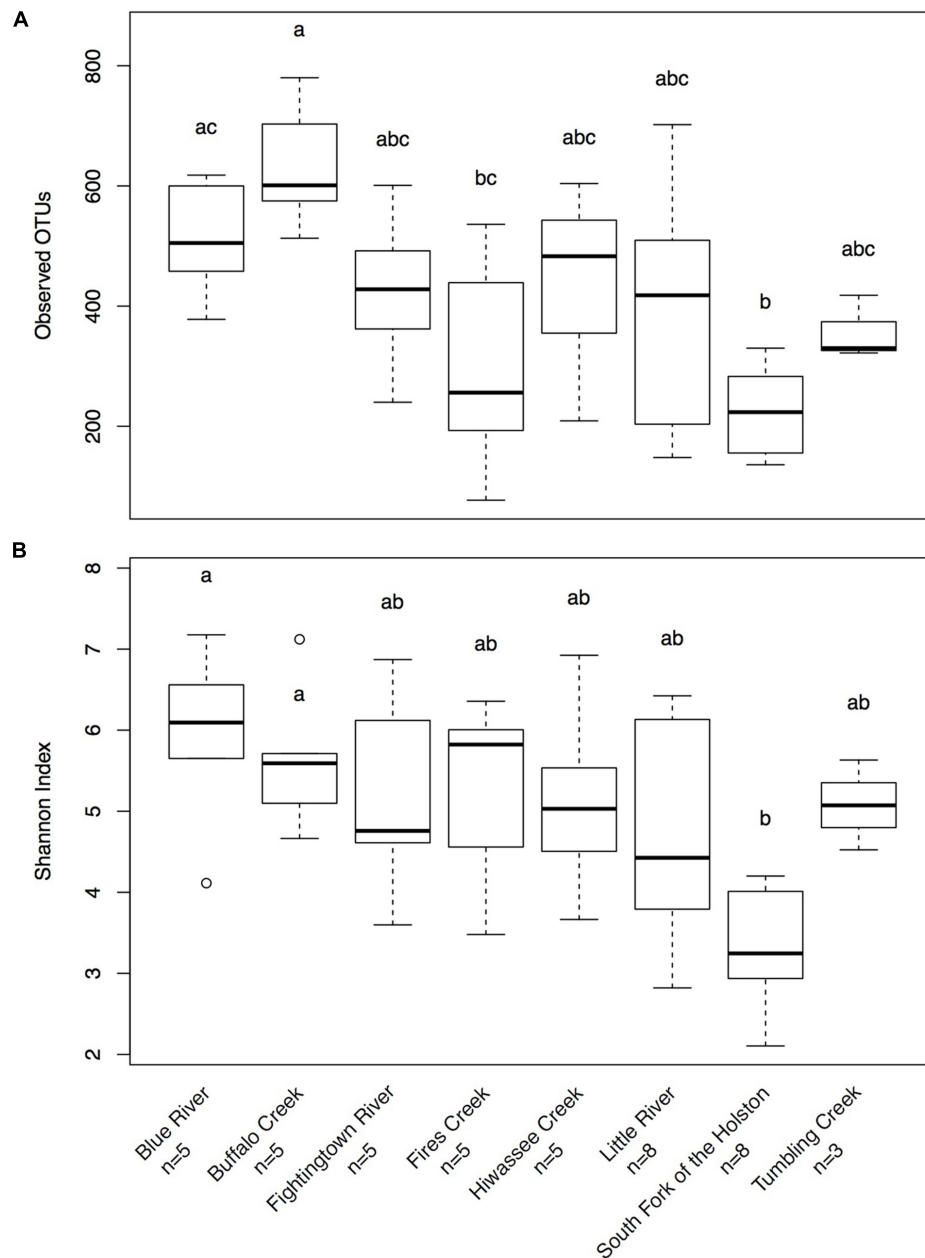 A
a
ac
abc
bc
abc
abc
b
abc
800
600
400
200
Observed OTUs
B
a
a
ab
ab
ab
ab
b
ab
8
7
6
5
4
3
2
Shannon Index
Blue River
n=5
Buffalo Creek
n=5
Fightingtown River
n=5
Fires Creek
n=5
Hiwassee Creek
n=5
Little River
n=8
South Fork of the Holston
n=8
Tumbling Creek
n=3